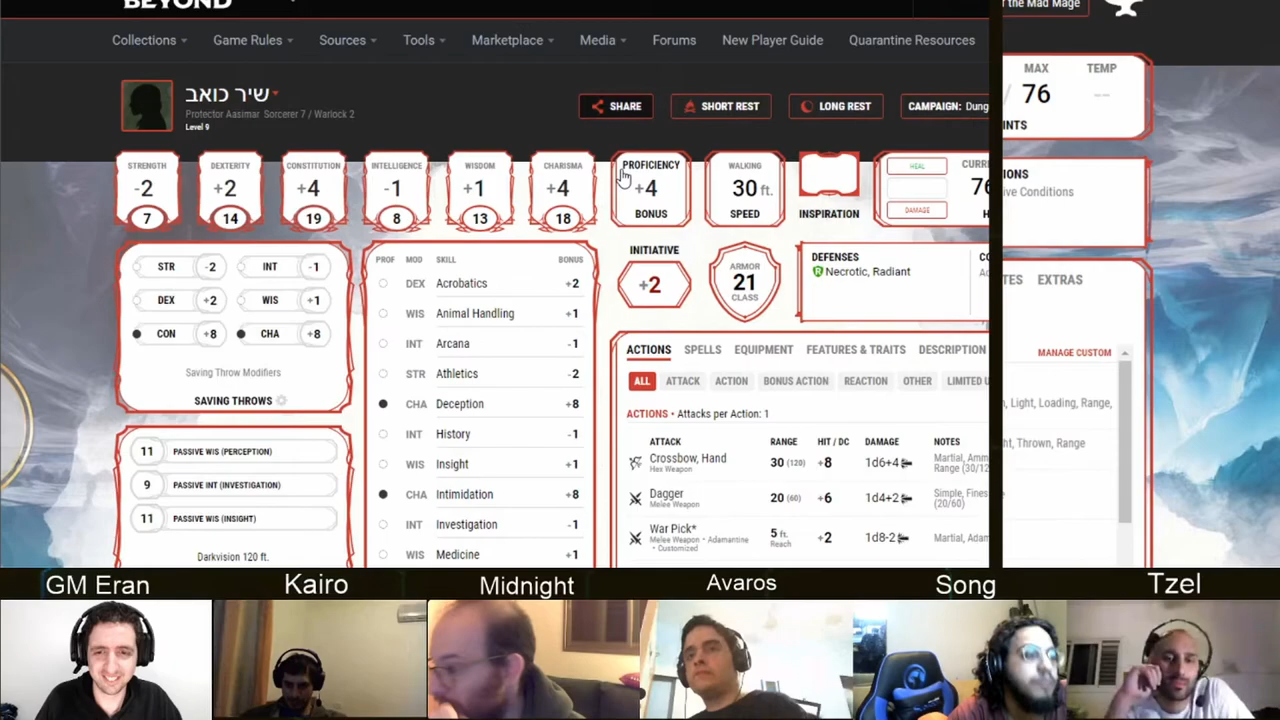 BEYOND
the Mad Mage
Collections Game Rules Sources Tools Marketplace Media Forums New Player Guide Quarantine Resources
שיר כואב
Protector Aasimar Sorcerer 7 / Warlock 2
Level 9
SHARE SHORT REST LONG REST CAMPAIGN: Dung
MAX TEMP
/ 76 --
INTS
STRENGTH DEXTERITY CONSTITUTION INTELLIGENCE WISDOM CHARISMA PROFICIENCY WALKING HEAL CURR
-2 +2 +4 -1 +1 +4 +4 30 ft. 76
7 14 19 8 13 18 BONUS SPEED INSPIRATION DAMAGE H
IONS
ive Conditions
STR -2 INT -1
DEX +2 WIS +1
CON +8 CHA +8
Saving Throw Modifiers
SAVING THROWS
11 PASSIVE WIS (PERCEPTION)
9 PASSIVE INT (INVESTIGATION)
11 PASSIVE WIS (INSIGHT)
Darkvision 120 ft.
PROF MOD SKILL BONUS
DEX Acrobatics +2
WIS Animal Handling +1
INT Arcana -1
STR Athletics -2
CHA Deception +8
INT History -1
WIS Insight +1
CHA Intimidation +8
INT Investigation -1
WIS Medicine +1
INITIATIVE
+2
ARMOR
21
CLASS
DEFENSES
Necrotic, Radiant
CO
ACTIONS SPELLS EQUIPMENT FEATURES & TRAITS DESCRIPTION
TES EXTRAS
ALL ATTACK ACTION BONUS ACTION REACTION OTHER LIMITED U
MANAGE CUSTOM
ACTIONS • Attacks per Action: 1
ATTACK RANGE HIT / DC DAMAGE NOTES
Crossbow, Hand 30 (120) +8 1d6+4 Martial, Amm
Hex Weapon Range (30/12
, Light, Loading, Range,
Dagger 20 (60) +6 1d4+2 Simple, Fines
Melee Weapon (20/60)
ht, Thrown, Range
War Pick* 5 ft. +2 1d8-2 Martial, Adam
Melee Weapon • Adamantine Reach
• Customized
GM Eran Kairo Midnight Avaros Song Tzel